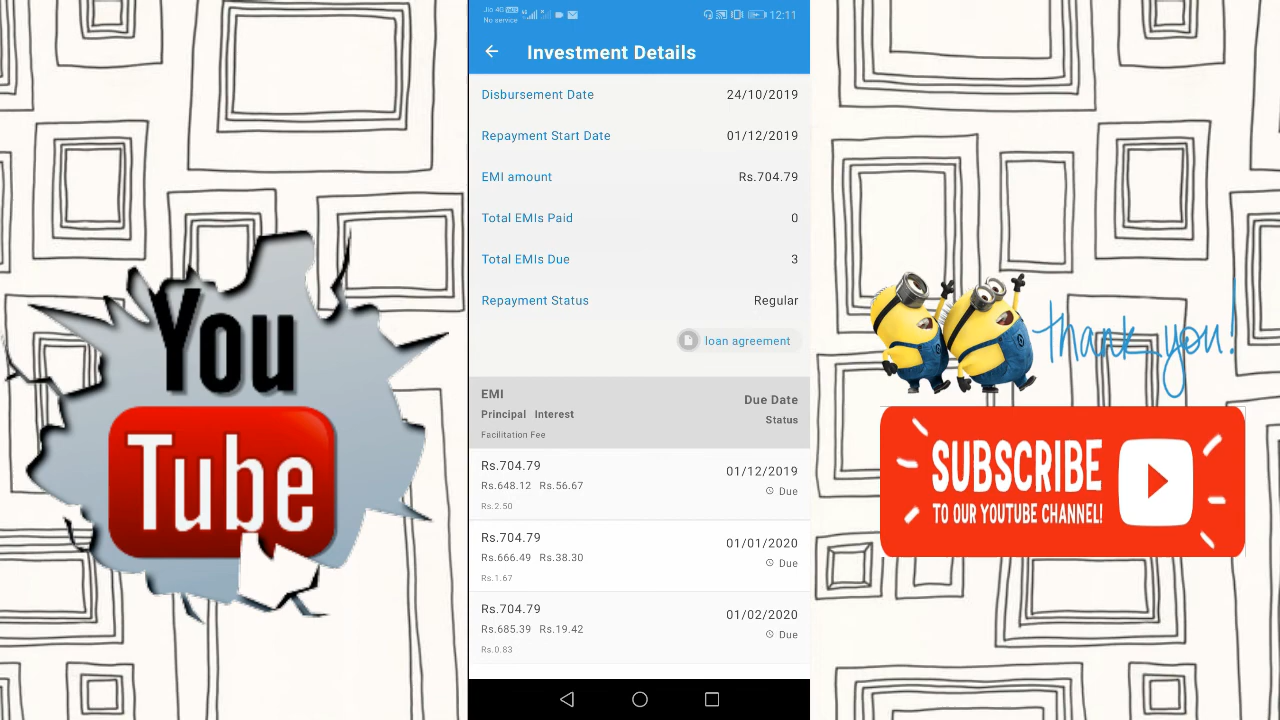 You
Tube
Jio 4G VoLTE
No service
12:11
Investment Details
Disbursement Date 24/10/2019
Repayment Start Date 01/12/2019
EMI amount Rs.704.79
Total EMIs Paid 0
Total EMIs Due 3
Repayment Status Regular
loan agreement
EMI Due Date
Principal Interest Status
Facilitation Fee
Rs.704.79 01/12/2019
Rs.648.12 Rs.56.67 Due
Rs.2.50
Rs.704.79 01/01/2020
Rs.666.49 Rs.38.30 Due
Rs.1.67
Rs.704.79 01/02/2020
Rs.685.39 Rs.19.42 Due
Rs.0.83
thank you!
SUBSCRIBE
TO OUR YOUTUBE CHANNEL!